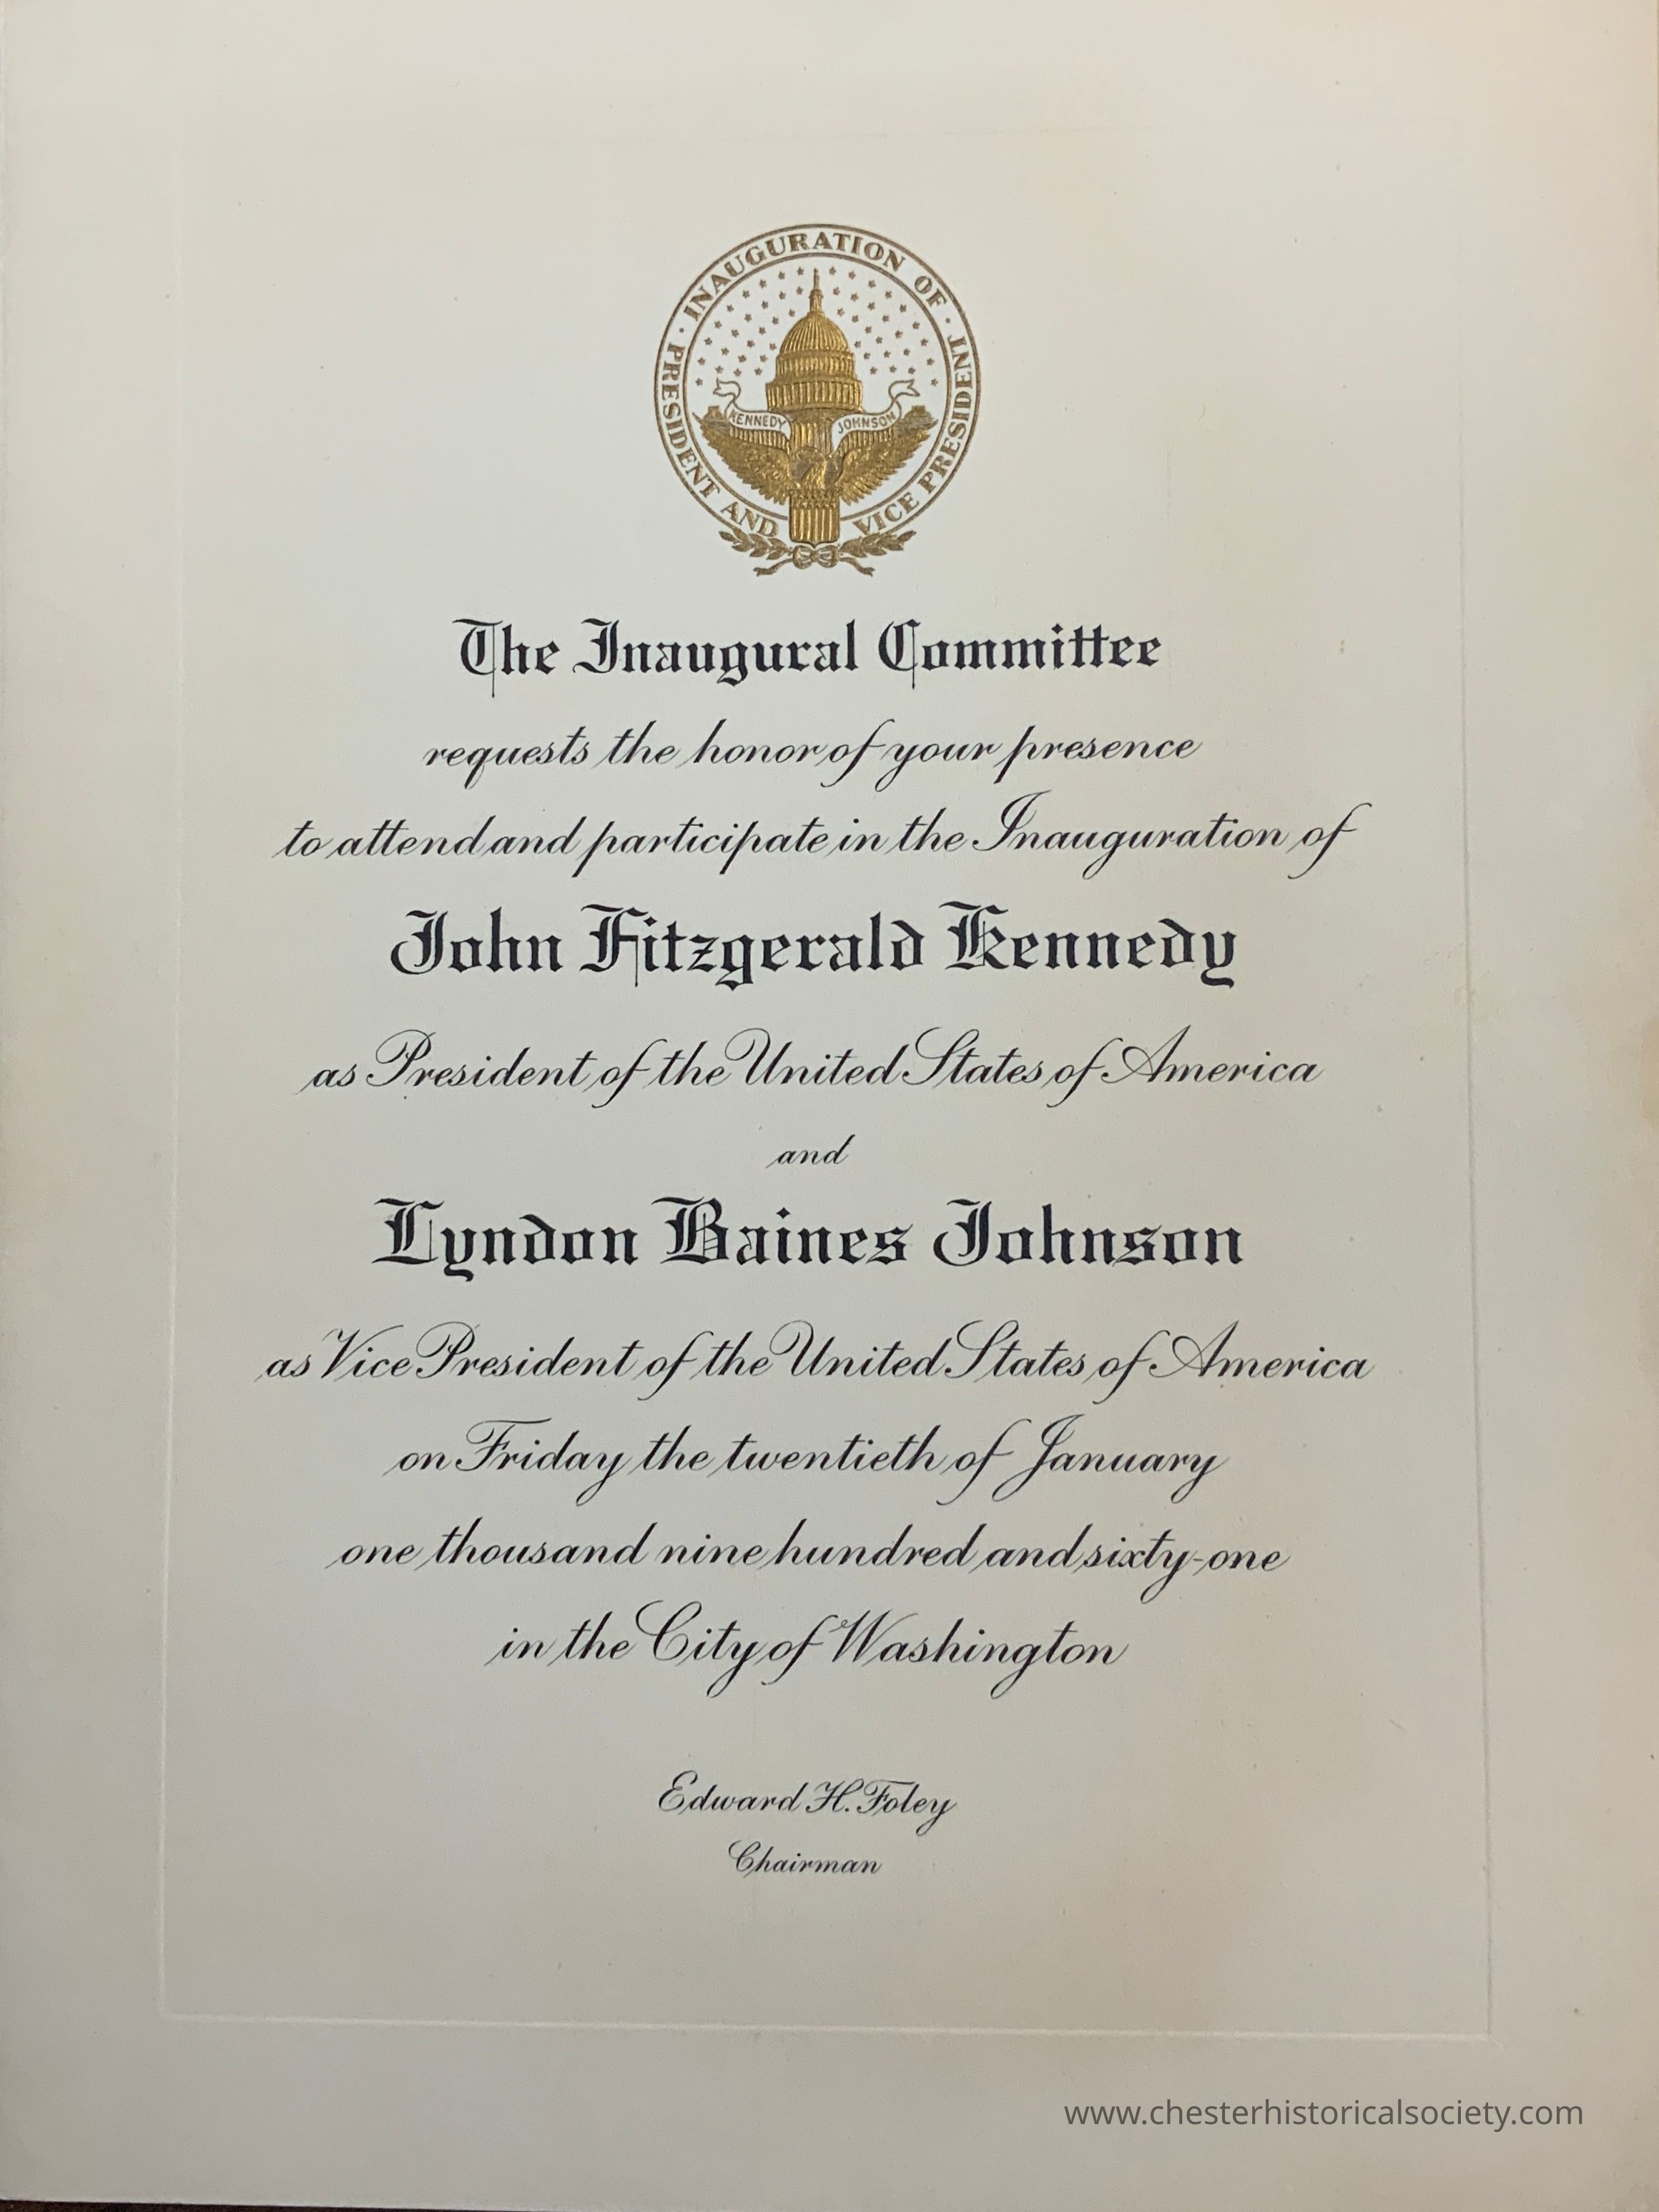 INAUGURATION OF · PRESIDENT AND VICE PRESIDENT ·
KENNEDY JOHNSON
The Inaugural Committee
requests the honor of your presence
to attend and participate in the Inauguration of
John Fitzgerald Kennedy
as President of the United States of America
and
Lyndon Baines Johnson
as Vice President of the United States of America
on Friday the twentieth of January
one thousand nine hundred and sixty-one
in the City of Washington
Edward H. Foley
Chairman
www.chesterhistoricalsociety.com